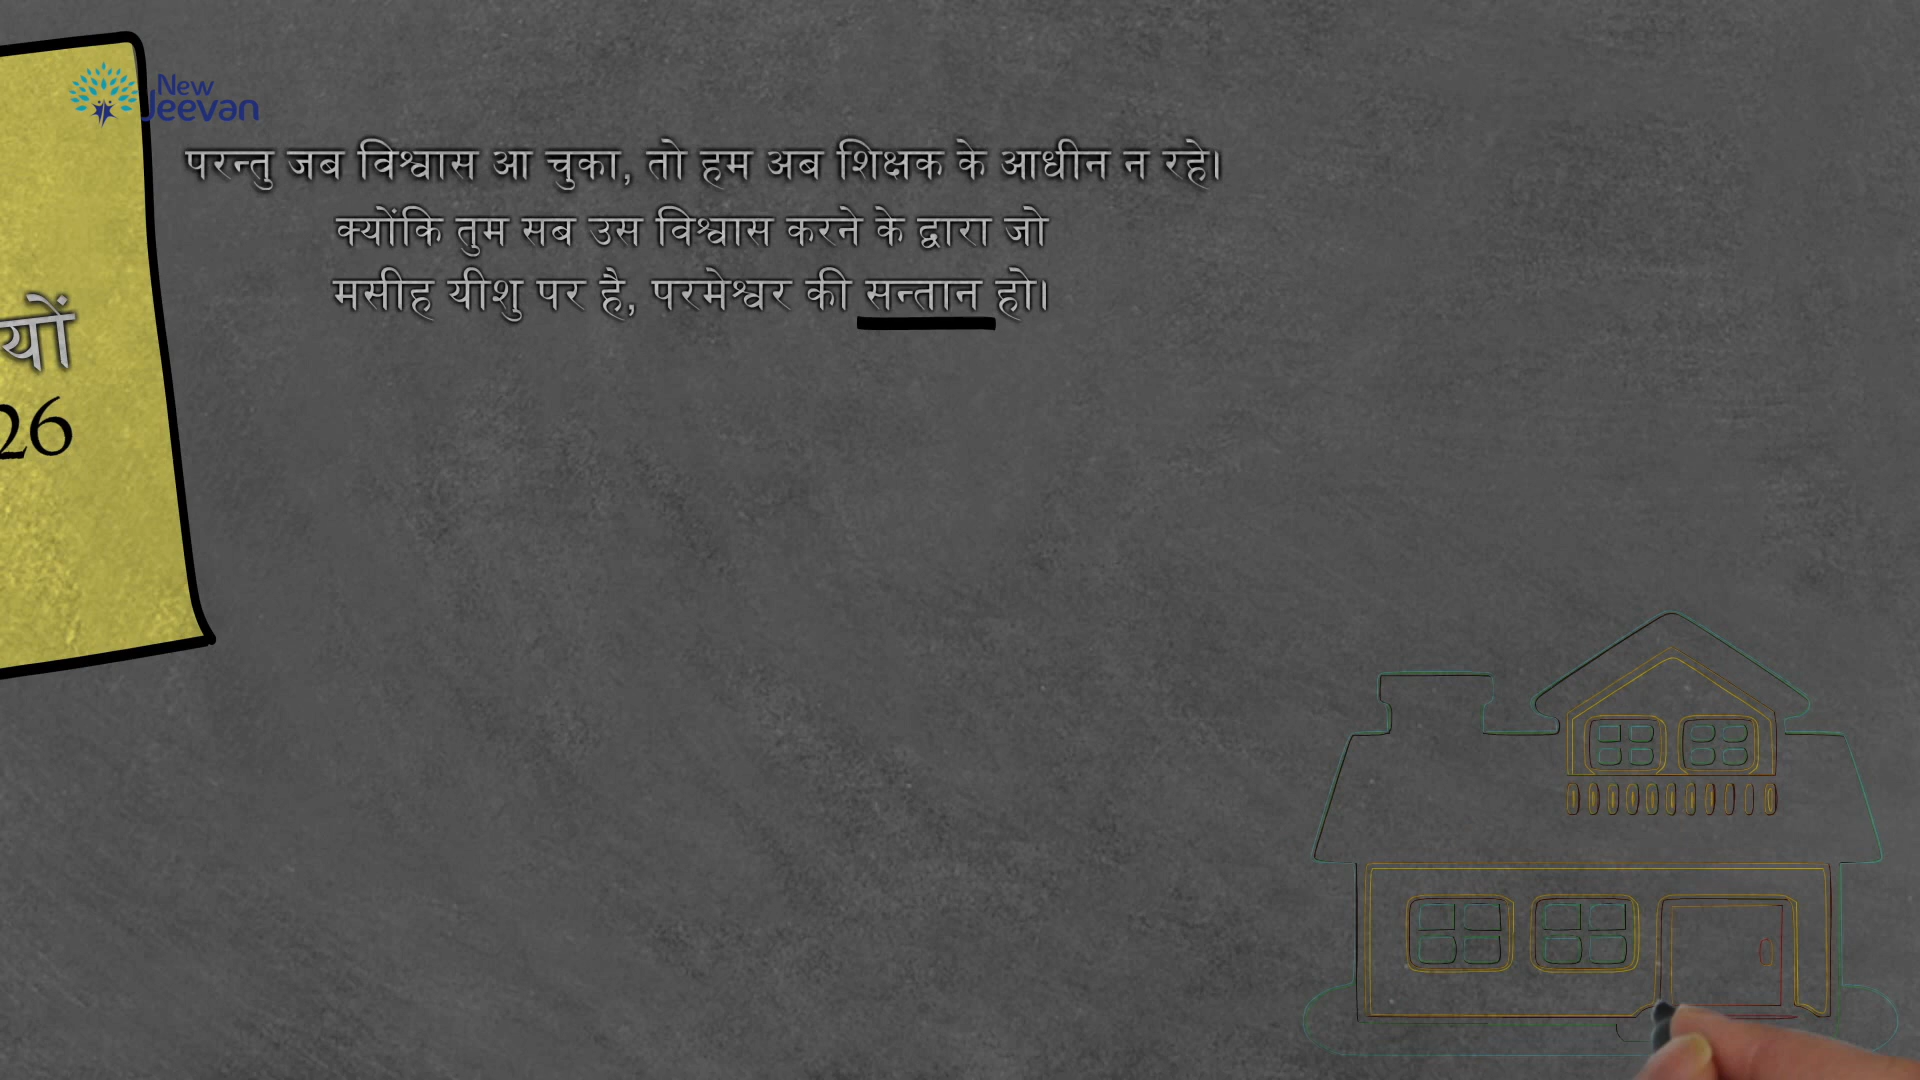 New
Jeevan
परन्तु जब विश्वास आ चुका, तो हम अब शिक्षक के आधीन न रहे।
क्योंकि तुम सब उस विश्वास करने के द्वारा जो
मसीह यीशु पर है, परमेश्वर की सन्तान हो।
यों
26